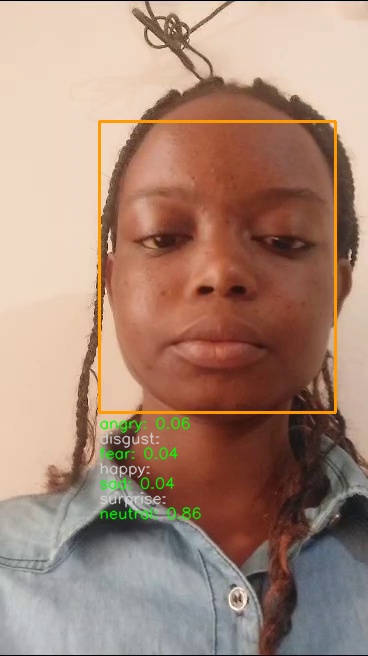 angry: 0.06
disgust:
fear: 0.04
happy:
sad: 0.04
surprise:
neutral: 0.86